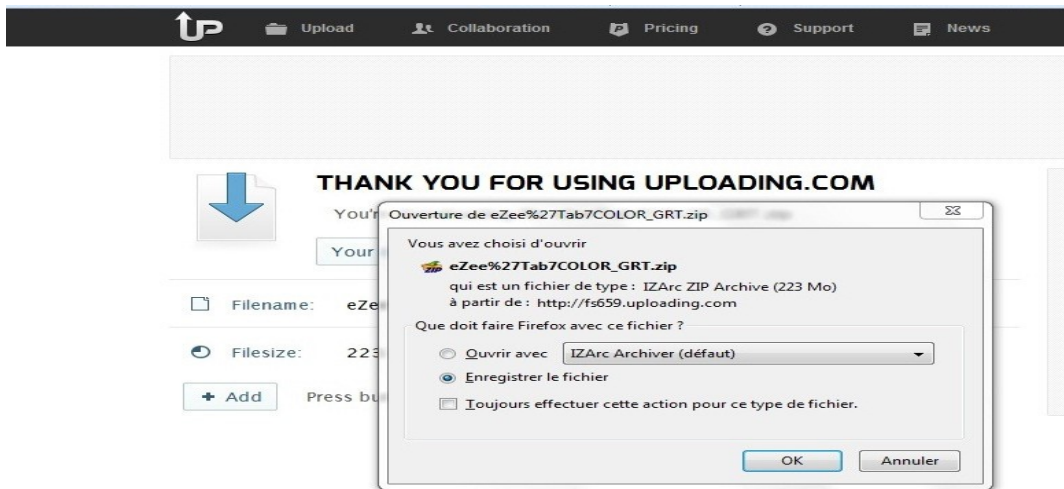 UP Upload Collaboration Pricing Support News
THANK YOU FOR USING UPLOADING.COM
You'r
Your
Filename: eZe
Filesize: 223
+ Add Press bu
Ouverture de eZee%27Tab7COLOR_GRT.zip
Vous avez choisi d'ouvrir
eZee%27Tab7COLOR_GRT.zip
qui est un fichier de type : IZArc ZIP Archive (223 Mo)
à partir de : http://fs659.uploading.com
Que doit faire Firefox avec ce fichier ?
Ouvrir avec IZArc Archiver (défaut)
Enregistrer le fichier
Toujours effectuer cette action pour ce type de fichier.
OK Annuler